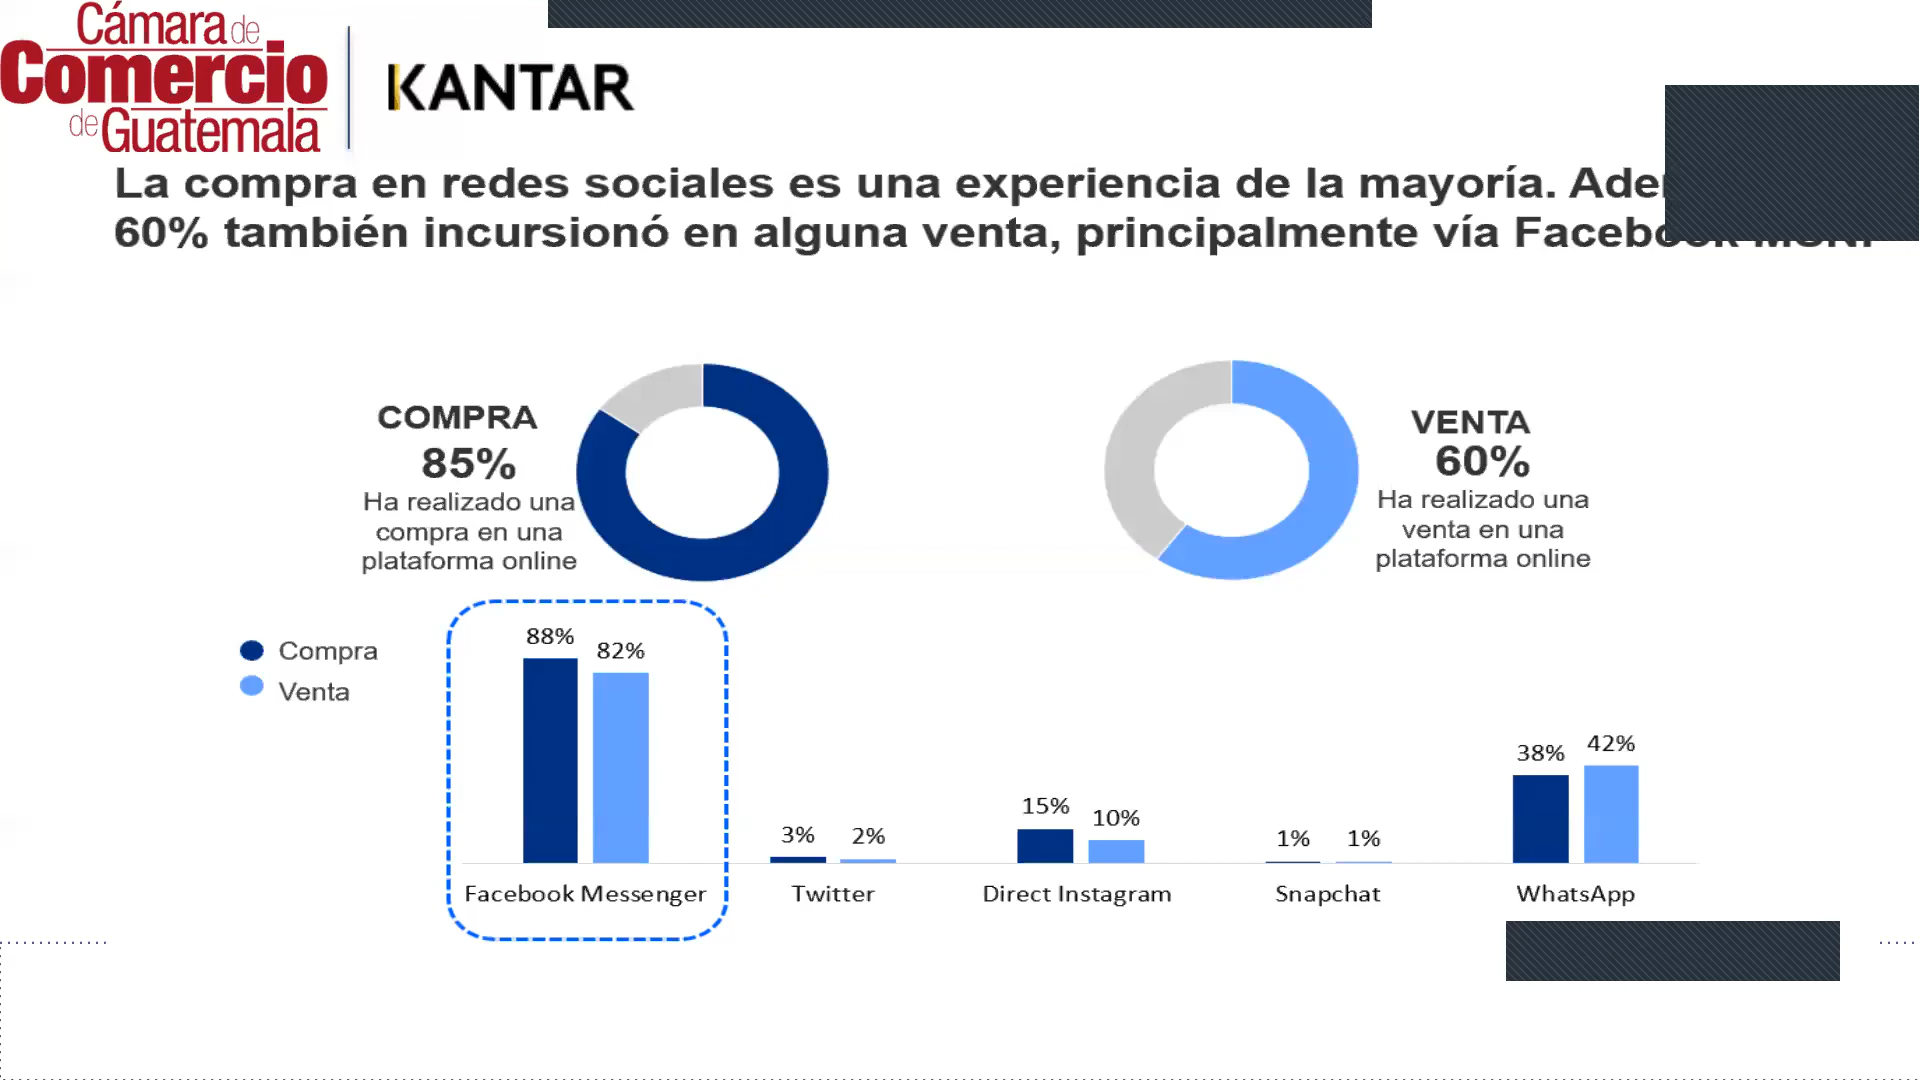 Cámara de
Comercio
de Guatemala
KANTAR
La compra en redes sociales es una experiencia de la mayoría.
60% también incursionó en alguna venta, principalmente vía
COMPRA
85%
Ha realizado una
compra en una
plataforma online
VENTA
60%
Ha realizado una
venta en una
plataforma online
Compra
Venta
88%
82%
3%
2%
15%
10%
1%
1%
38%
42%
Facebook Messenger
Twitter
Direct Instagram
Snapchat
WhatsApp